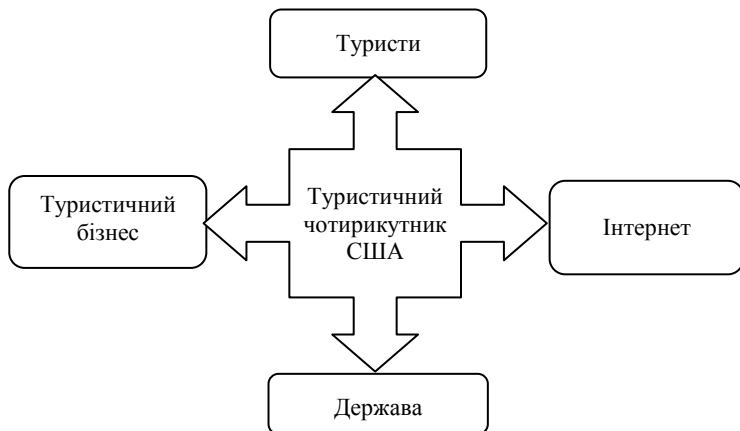 Туристи
Туристичний
бізнес
Туристичний
чотирикутник
США
Інтернет
Держава